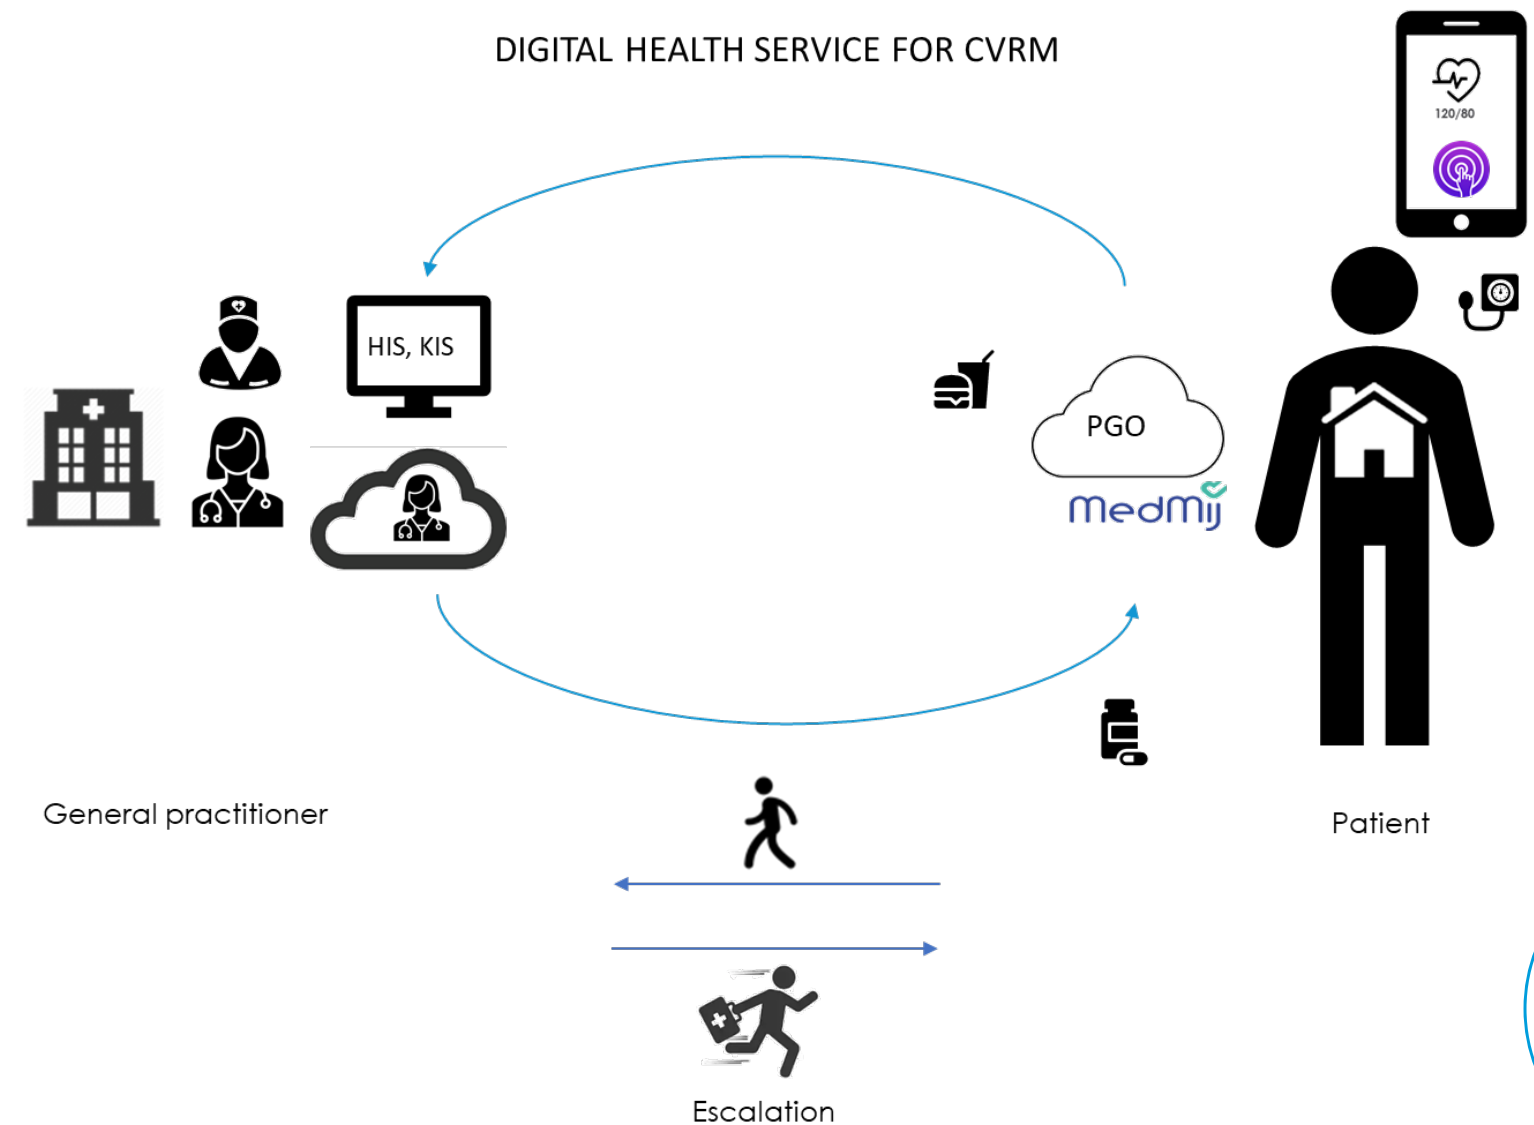 DIGITAL HEALTH SERVICE FOR CVRM
120/80
HIS, KIS
PGO
MedMij
General practitioner
Patient
Escalation